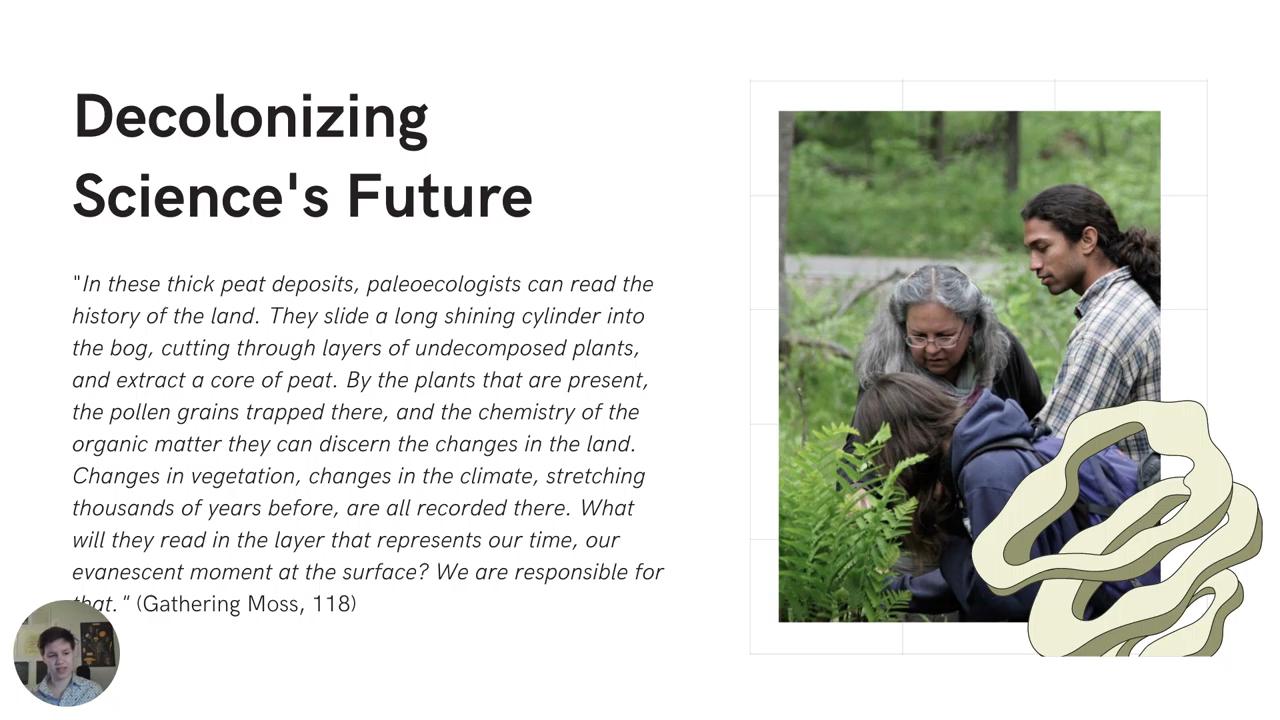 Decolonizing
Science's Future
"In these thick peat deposits, paleoecologists can read the
history of the land. They slide a long shining cylinder into
the bog, cutting through layers of undecomposed plants,
and extract a core of peat. By the plants that are present,
the pollen grains trapped there, and the chemistry of the
organic matter they can discern the changes in the land.
Changes in vegetation, changes in the climate, stretching
thousands of years before, are all recorded there. What
will they read in the layer that represents our time, our
evanescent moment at the surface? We are responsible for
that." (Gathering Moss, 118)